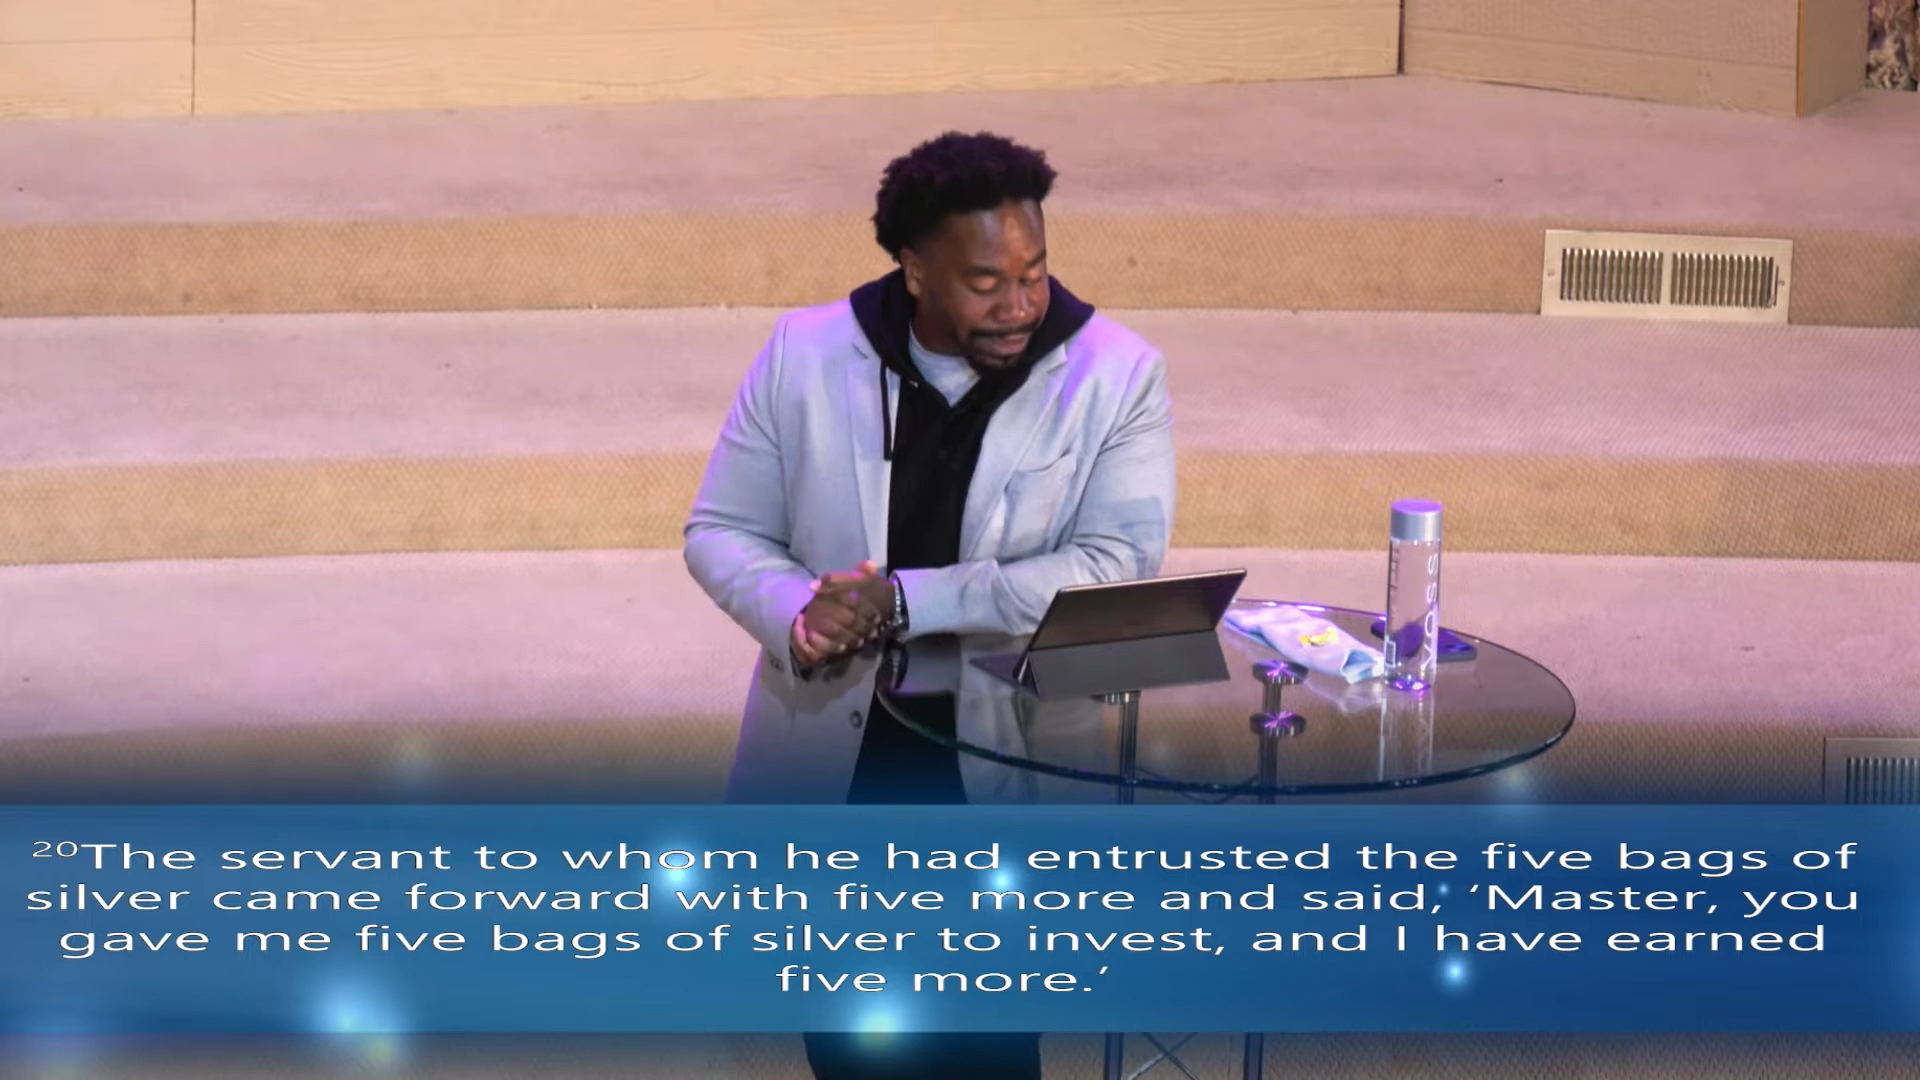 VOSS
²⁰The servant to whom he had entrusted the five bags of
silver came forward with five more and said, ‘Master, you
gave me five bags of silver to invest, and I have earned
five more.’